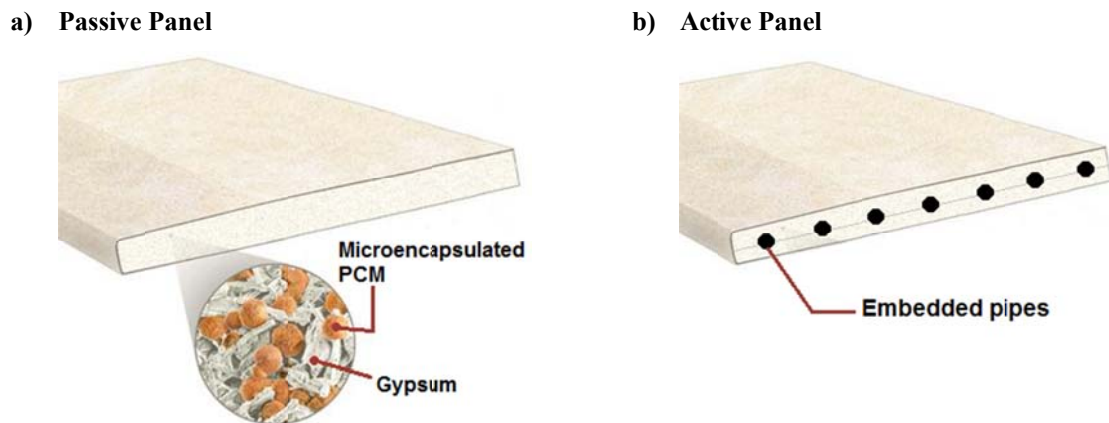 a) Passive Panel
b) Active Panel
Microencapsulated
PCM
Gypsum
Embedded pipes